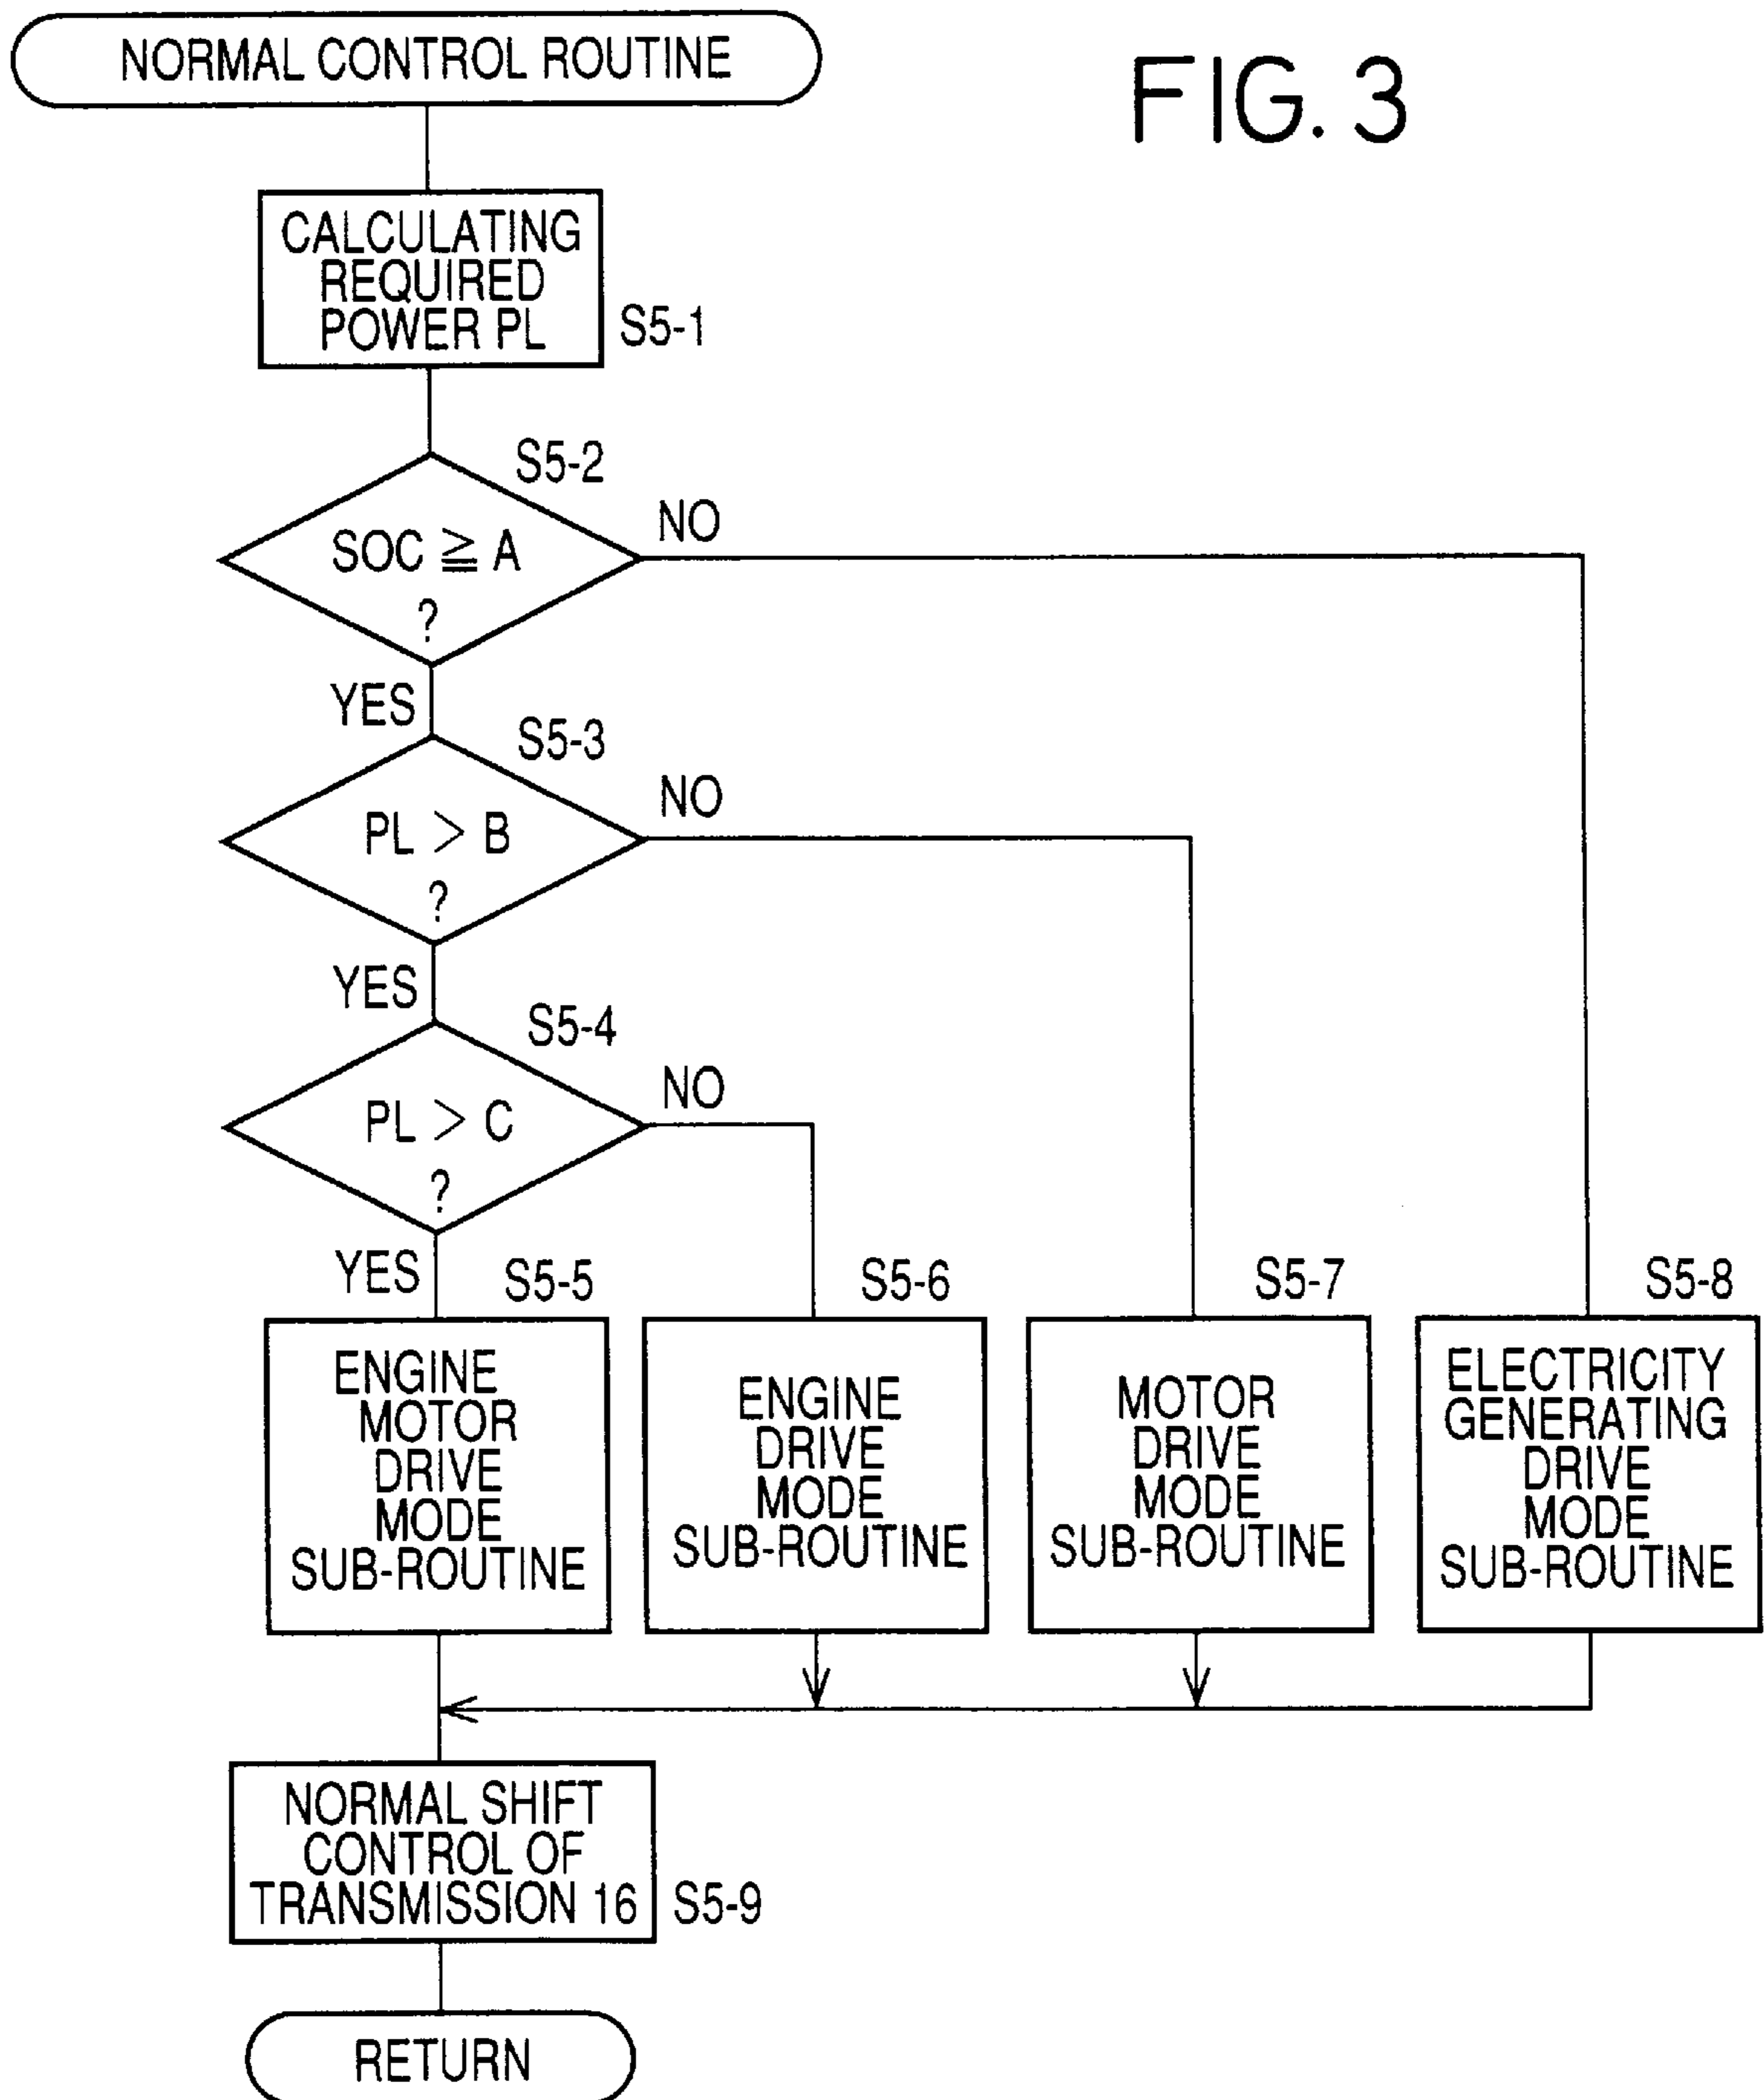 NORMAL CONTROL ROUTINE
FIG. 3
CALCULATING
REQUIRED
POWER PL
S5-1
S5-2
SOC ≧ A
?
NO
YES
S5-3
PL > B
?
NO
YES
S5-4
PL > C
?
NO
YES
S5-5
ENGINE
MOTOR
DRIVE
MODE
SUB-ROUTINE
S5-6
ENGINE
DRIVE
MODE
SUB-ROUTINE
S5-7
MOTOR
DRIVE
MODE
SUB-ROUTINE
S5-8
ELECTRICITY
GENERATING
DRIVE
MODE
SUB-ROUTINE
NORMAL SHIFT
CONTROL OF
TRANSMISSION 16
S5-9
RETURN